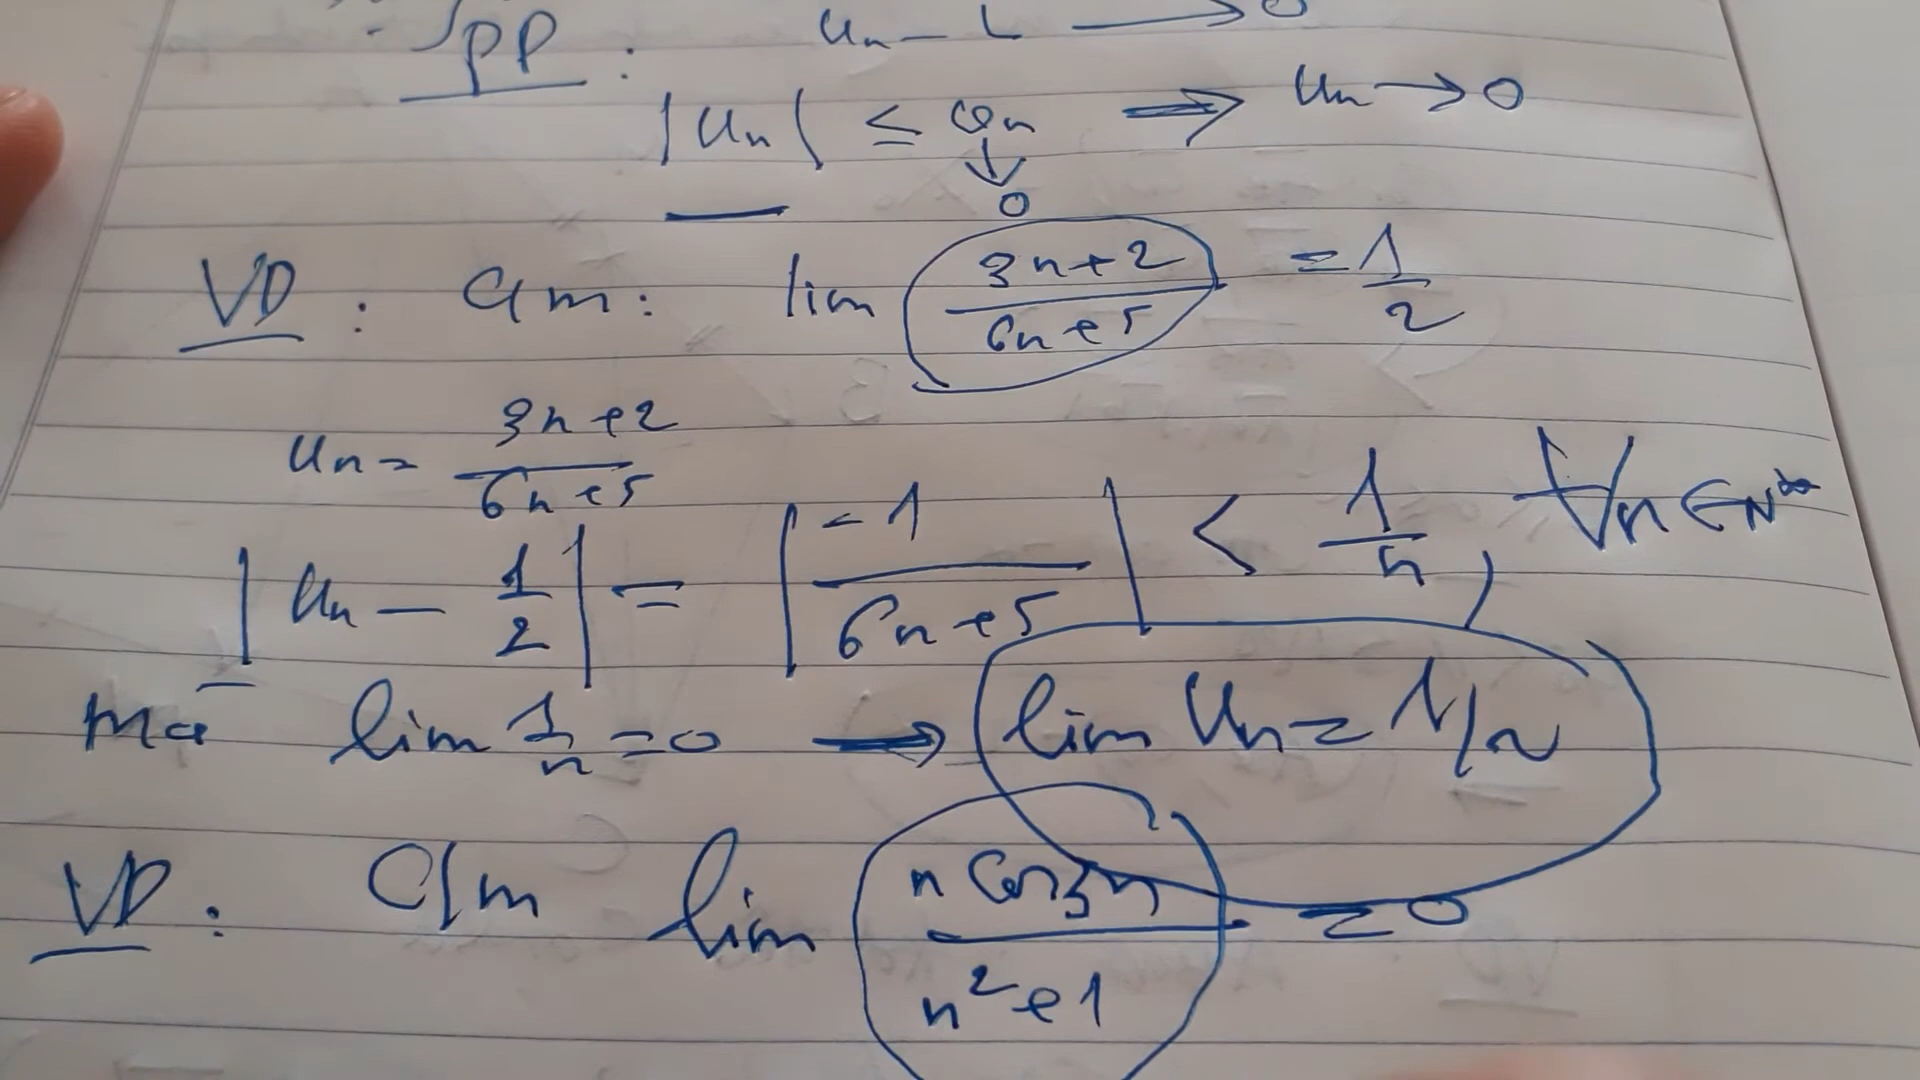 PP : Un - L → 0
|Un| ≤ vn ⇒ Un → 0
↓
0
VD : Cm: lim (3n+2)/(6n+5) = 1/2
Un = (3n+2)/(6n+5)
|Un - 1/2| = |-1/(6n+5)| < 1/n, ∀n ∈ N*
Mà lim 1/n = 0 → lim Un = 1/2
VD : C/m lim (n cos3n)/(n²+1) = 0